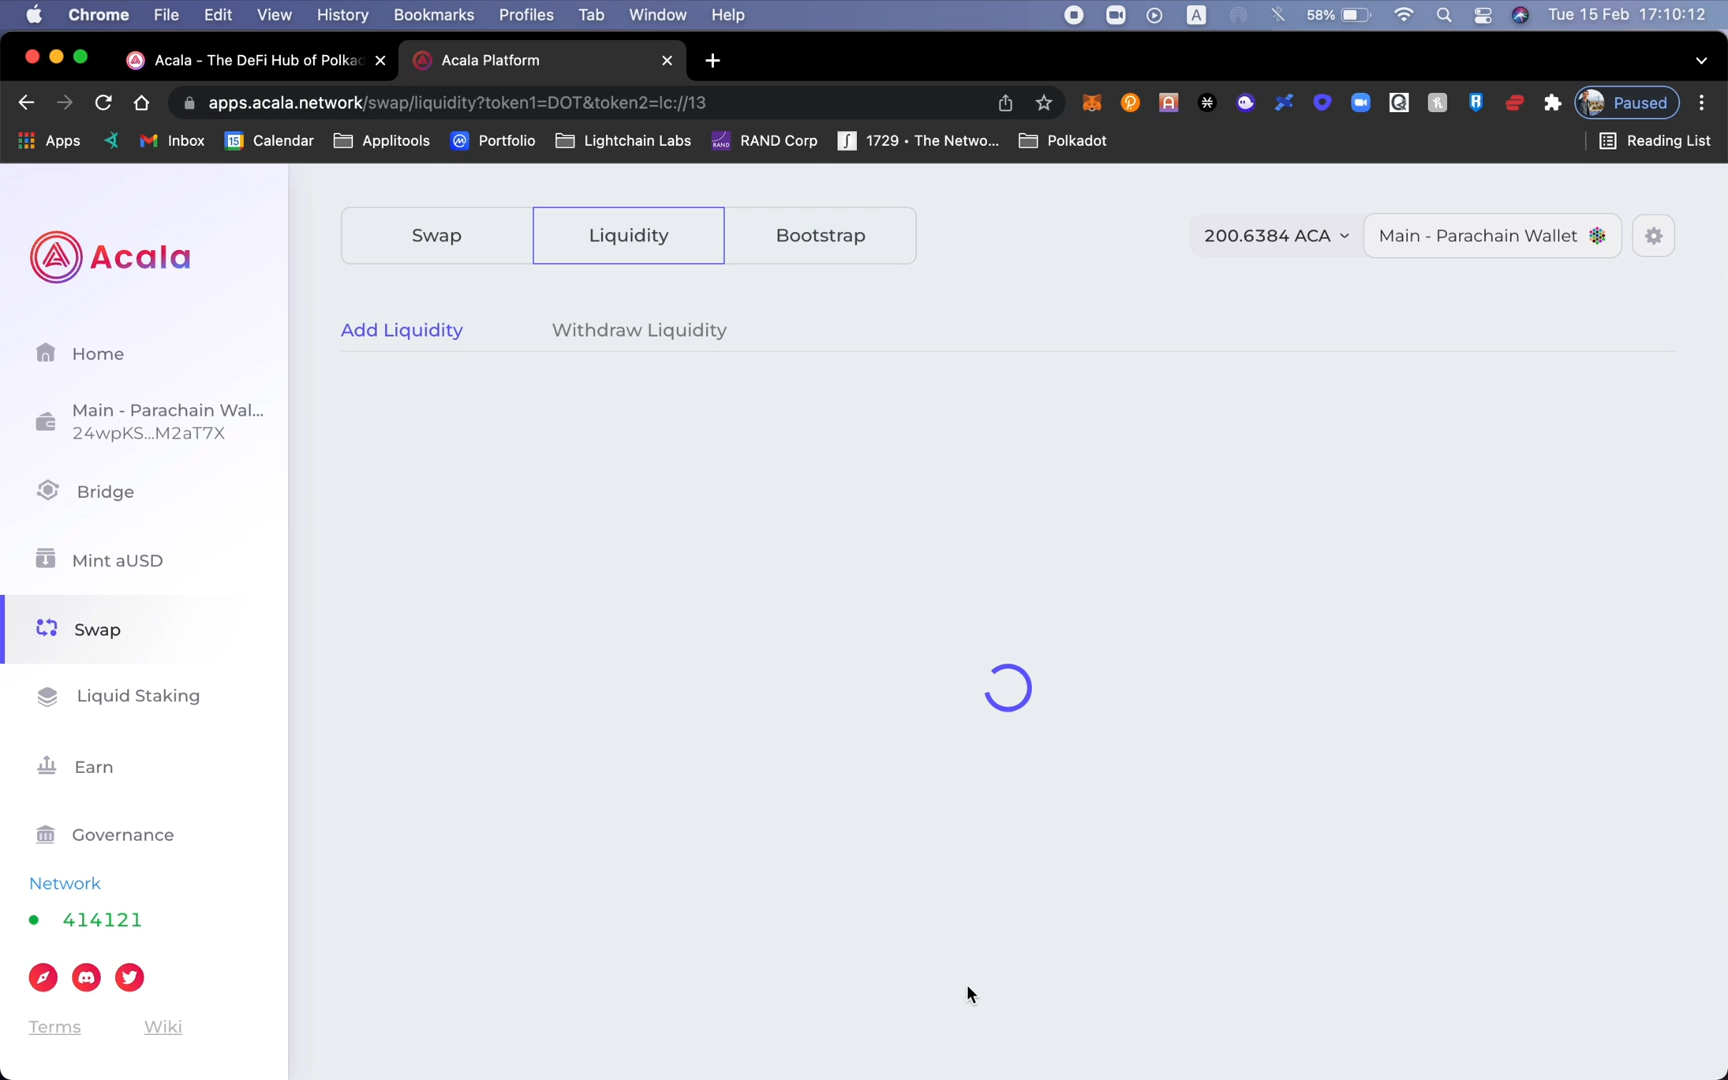 Chrome File Edit View History Bookmarks Profiles Tab Window Help A 58% Tue 15 Feb 17:10:12
Acala - The DeFi Hub of Polkad Acala Platform
apps.acala.network/swap/liquidity?token1=DOT&token2=lc://13 Paused
Apps Inbox 15 Calendar Applitools Portfolio Lightchain Labs RAND Corp 1729 • The Netwo... Polkadot Reading List
Swap Liquidity Bootstrap 200.6384 ACA Main - Parachain Wallet
Acala
Add Liquidity Withdraw Liquidity
Home
Main - Parachain Wal...
24wpKS...M2aT7X
Bridge
Mint aUSD
Swap
Liquid Staking
Earn
Governance
Network
414121
Terms Wiki